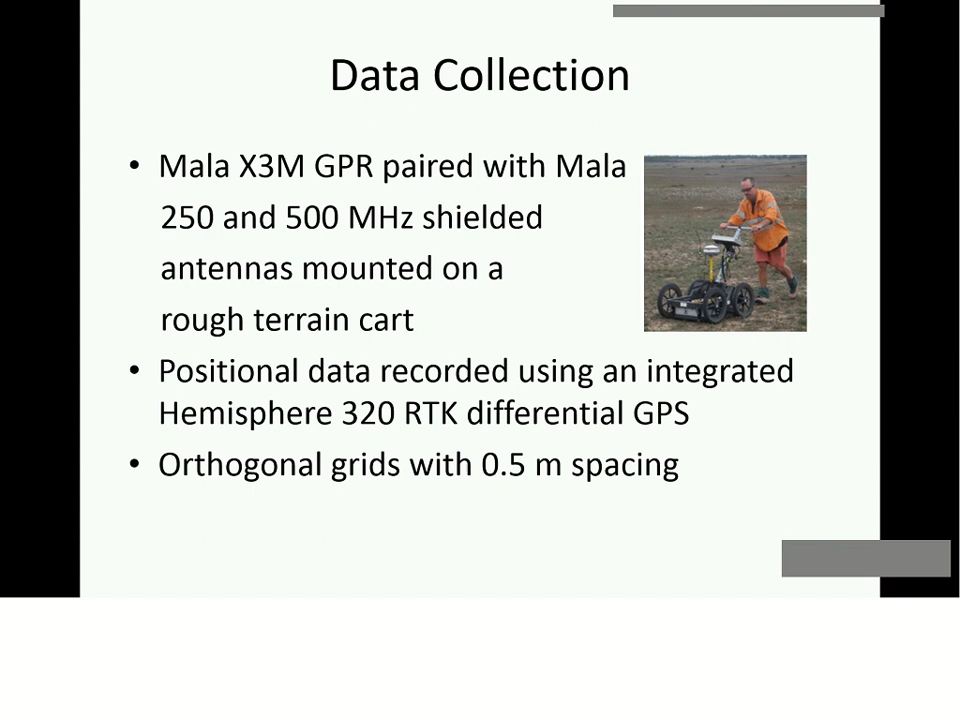 Data Collection
• Mala X3M GPR paired with Mala
250 and 500 MHz shielded
antennas mounted on a
rough terrain cart
• Positional data recorded using an integrated
Hemisphere 320 RTK differential GPS
• Orthogonal grids with 0.5 m spacing